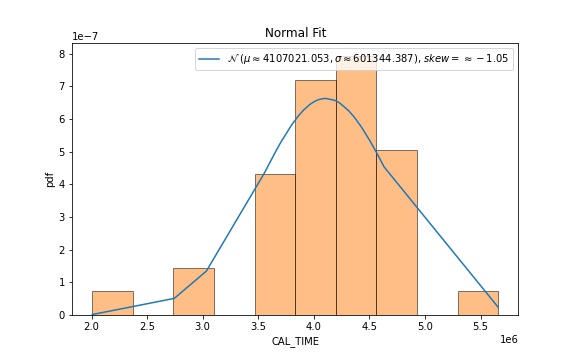 Normal Fit
1e−7
𝒩 (μ ≈ 4107021.053, σ ≈ 601344.387), skew = ≈ −1.05
8
7
6
5
4
3
2
1
0
pdf
2.0 2.5 3.0 3.5 4.0 4.5 5.0 5.5
1e6
CAL_TIME